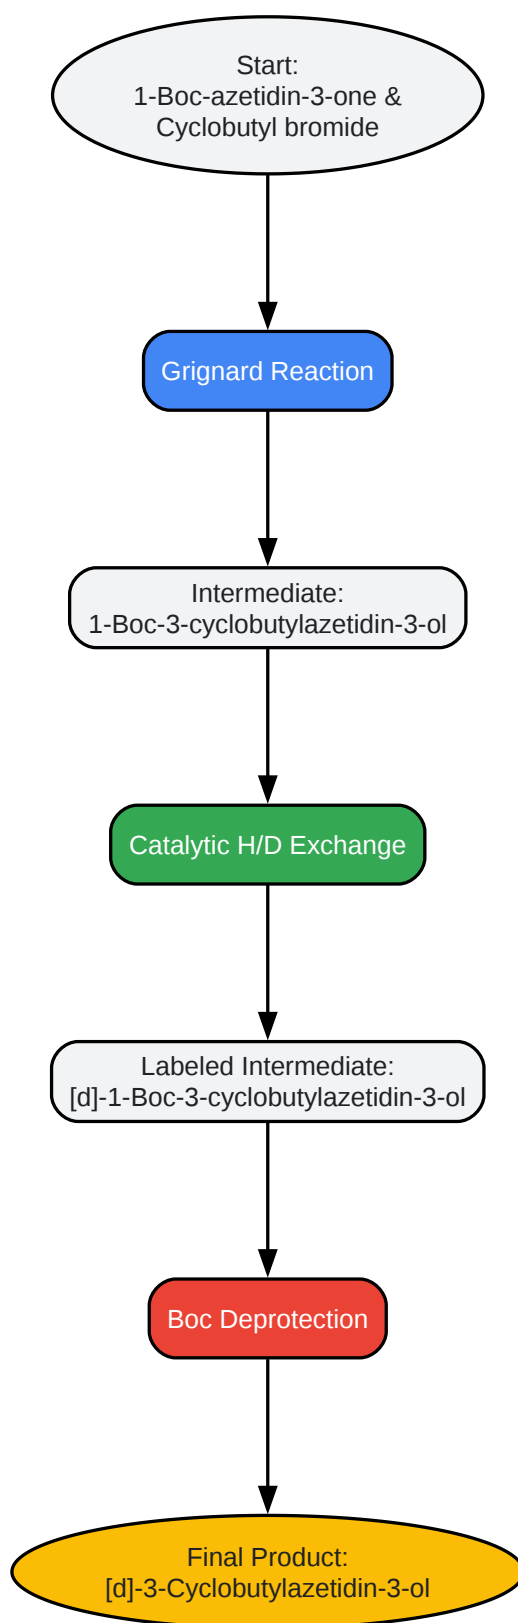 Start:
1-Boc-azetidin-3-one &
Cyclobutyl bromide
Grignard Reaction
Intermediate:
1-Boc-3-cyclobutylazetidin-3-ol
Catalytic H/D Exchange
Labeled Intermediate:
[d]-1-Boc-3-cyclobutylazetidin-3-ol
Boc Deprotection
Final Product:
[d]-3-Cyclobutylazetidin-3-ol